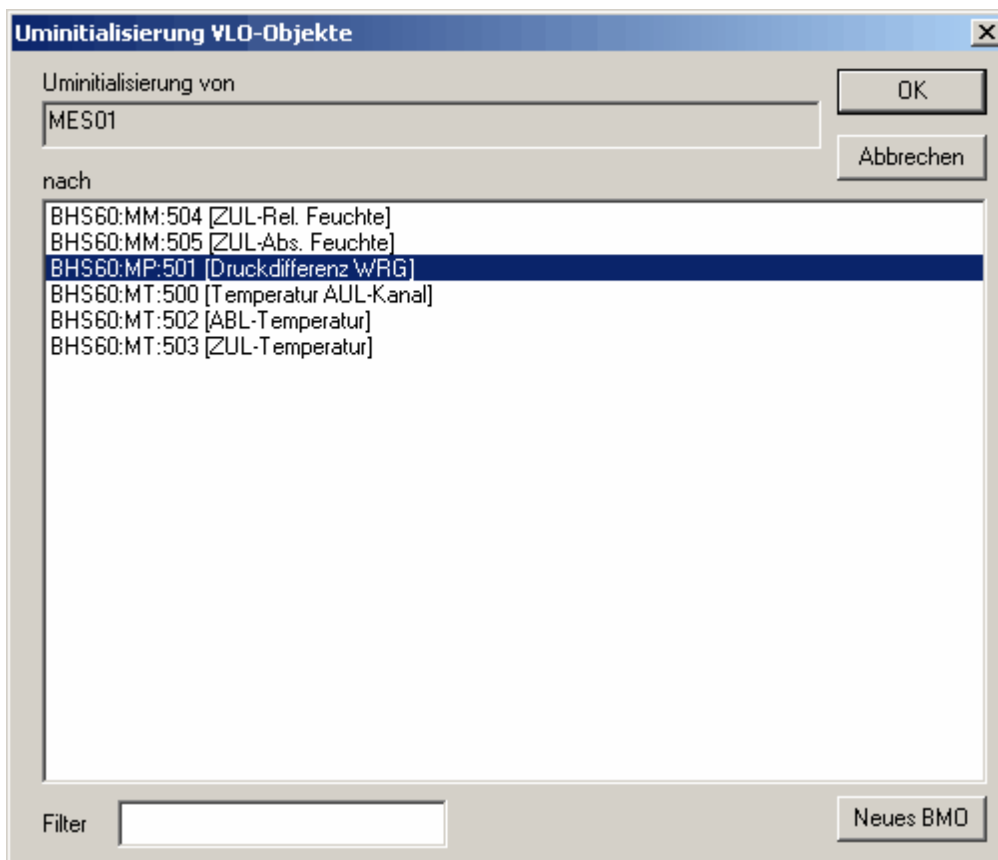 Uminitialisierung VLO-Objekte
Uminitialisierung von
OK
MES01
Abbrechen
nach
BHS60:MM:504 [ZUL-Rel. Feuchte]
BHS60:MM:505 [ZUL-Abs. Feuchte]
BHS60:MP:501 [Druckdifferenz WRG]
BHS60:MT:500 [Temperatur AUL-Kanal]
BHS60:MT:502 [ABL-Temperatur]
BHS60:MT:503 [ZUL-Temperatur]
Filter
Neues BMO